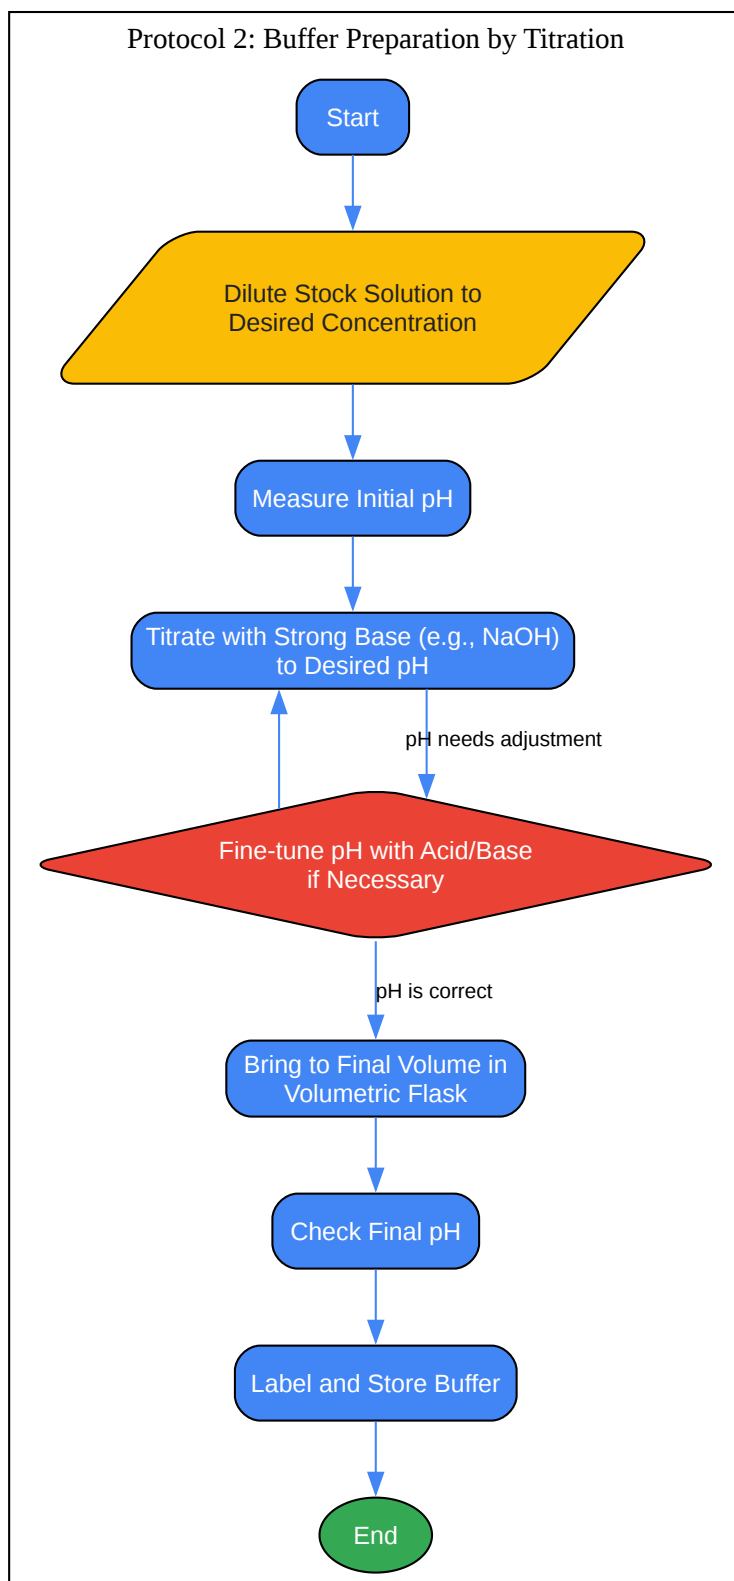 Protocol 2: Buffer Preparation by Titration
Start
Dilute Stock Solution to
Desired Concentration
Measure Initial pH
Titrate with Strong Base (e.g., NaOH)
to Desired pH
pH needs adjustment
Fine-tune pH with Acid/Base
if Necessary
pH is correct
Bring to Final Volume in
Volumetric Flask
Check Final pH
Label and Store Buffer
End